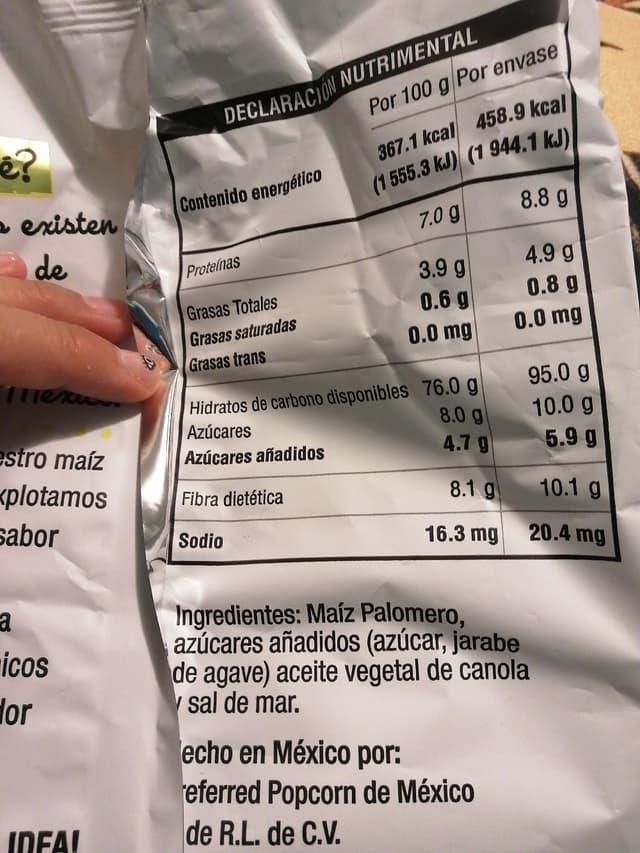 é?
existen
de
estro maíz
xplotamos
sabor
a
icos
lor
IDEA!
DECLARACIÓN NUTRIMENTAL
Por 100 g Por envase
Contenido energético 367.1 kcal 458.9 kcal
(1 555.3 kJ) (1 944.1 kJ)
Proteínas 7.0 g 8.8 g
Grasas Totales 3.9 g 4.9 g
Grasas saturadas 0.6 g 0.8 g
Grasas trans 0.0 mg 0.0 mg
Hidratos de carbono disponibles 76.0 g 95.0 g
Azúcares 8.0 g 10.0 g
Azúcares añadidos 4.7 g 5.9 g
Fibra dietética 8.1 g 10.1 g
Sodio 16.3 mg 20.4 mg
Ingredientes: Maíz Palomero,
azúcares añadidos (azúcar, jarabe
de agave) aceite vegetal de canola
y sal de mar.
echo en México por:
referred Popcorn de México
de R.L. de C.V.